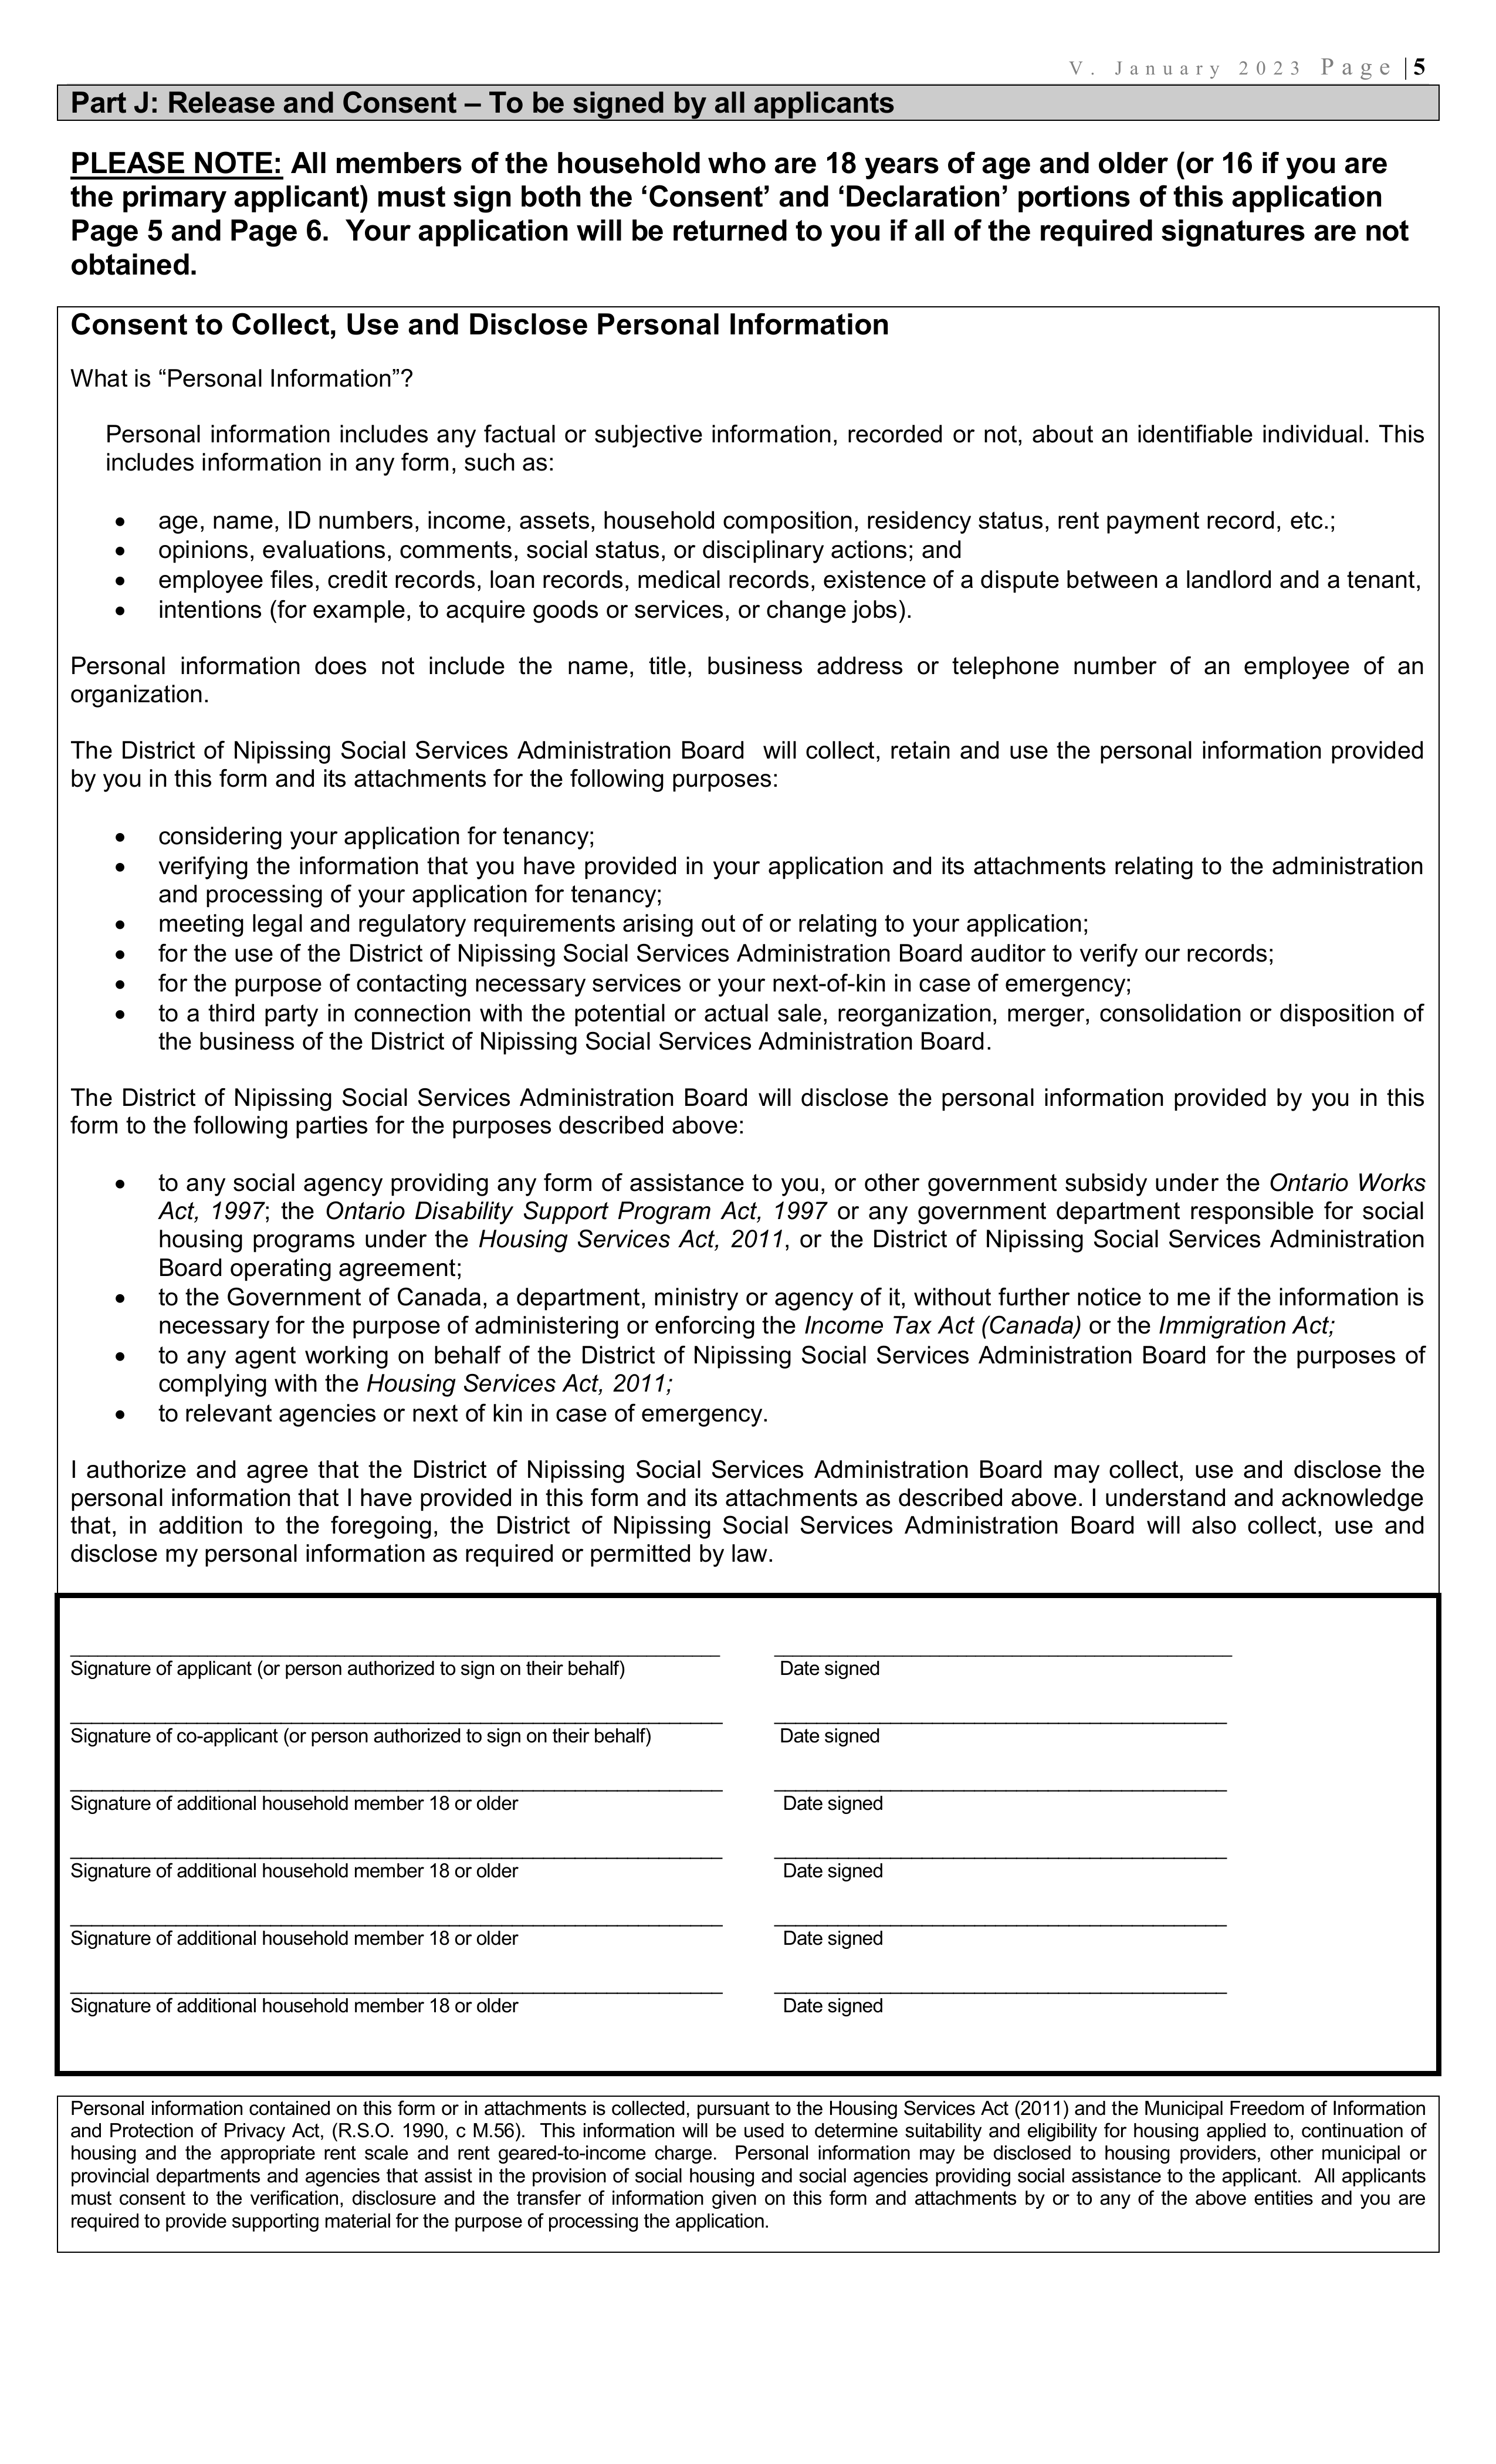 V. January 2023 Page |5
Part J: Release and Consent – To be signed by all applicants
PLEASE NOTE: All members of the household who are 18 years of age and older (or 16 if you are
the primary applicant) must sign both the ‘Consent’ and ‘Declaration’ portions of this application
Page 5 and Page 6.  Your application will be returned to you if all of the required signatures are not
obtained.
Consent to Collect, Use and Disclose Personal Information
What is “Personal Information”?
Personal information includes any factual or subjective information, recorded or not, about an identifiable individual. This
includes information in any form, such as:
• age, name, ID numbers, income, assets, household composition, residency status, rent payment record, etc.;
• opinions, evaluations, comments, social status, or disciplinary actions; and
• employee files, credit records, loan records, medical records, existence of a dispute between a landlord and a tenant,
• intentions (for example, to acquire goods or services, or change jobs).
Personal information does not include the name, title, business address or telephone number of an employee of an
organization.
The District of Nipissing Social Services Administration Board  will collect, retain and use the personal information provided
by you in this form and its attachments for the following purposes:
• considering your application for tenancy;
• verifying the information that you have provided in your application and its attachments relating to the administration
and processing of your application for tenancy;
• meeting legal and regulatory requirements arising out of or relating to your application;
• for the use of the District of Nipissing Social Services Administration Board auditor to verify our records;
• for the purpose of contacting necessary services or your next-of-kin in case of emergency;
• to a third party in connection with the potential or actual sale, reorganization, merger, consolidation or disposition of
the business of the District of Nipissing Social Services Administration Board.
The District of Nipissing Social Services Administration Board will disclose the personal information provided by you in this
form to the following parties for the purposes described above:
• to any social agency providing any form of assistance to you, or other government subsidy under the Ontario Works
Act, 1997; the Ontario Disability Support Program Act, 1997 or any government department responsible for social
housing programs under the Housing Services Act, 2011, or the District of Nipissing Social Services Administration
Board operating agreement;
• to the Government of Canada, a department, ministry or agency of it, without further notice to me if the information is
necessary for the purpose of administering or enforcing the Income Tax Act (Canada) or the Immigration Act;
• to any agent working on behalf of the District of Nipissing Social Services Administration Board for the purposes of
complying with the Housing Services Act, 2011;
• to relevant agencies or next of kin in case of emergency.
I authorize and agree that the District of Nipissing Social Services Administration Board may collect, use and disclose the
personal information that I have provided in this form and its attachments as described above. I understand and acknowledge
that, in addition to the foregoing, the District of Nipissing Social Services Administration Board will also collect, use and
disclose my personal information as required or permitted by law.
Signature of applicant (or person authorized to sign on their behalf) Date signed
Signature of co-applicant (or person authorized to sign on their behalf) Date signed
Signature of additional household member 18 or older Date signed
Signature of additional household member 18 or older Date signed
Signature of additional household member 18 or older Date signed
Signature of additional household member 18 or older Date signed
Personal information contained on this form or in attachments is collected, pursuant to the Housing Services Act (2011) and the Municipal Freedom of Information
and Protection of Privacy Act, (R.S.O. 1990, c M.56).  This information will be used to determine suitability and eligibility for housing applied to, continuation of
housing and the appropriate rent scale and rent geared-to-income charge.  Personal information may be disclosed to housing providers, other municipal or
provincial departments and agencies that assist in the provision of social housing and social agencies providing social assistance to the applicant.  All applicants
must consent to the verification, disclosure and the transfer of information given on this form and attachments by or to any of the above entities and you are
required to provide supporting material for the purpose of processing the application.